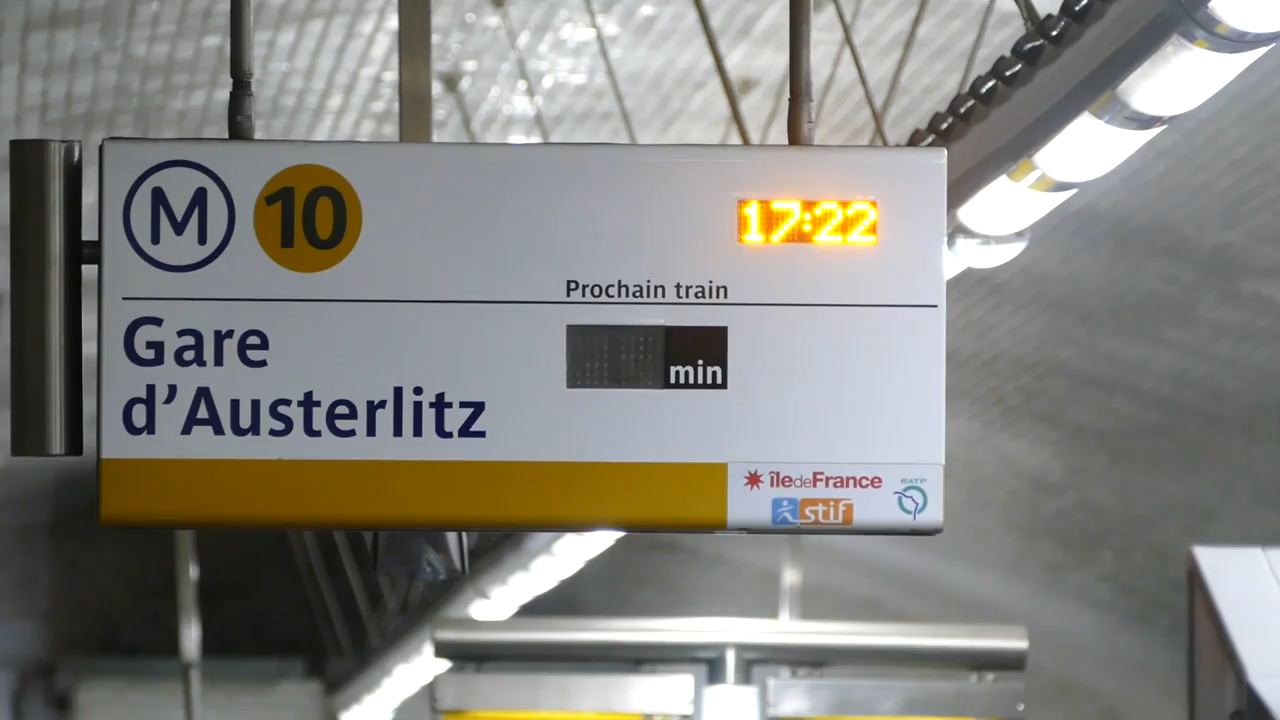 M 10 17:22
Prochain train
Gare
d'Austerlitz
min
îledeFrance
RATP
stif